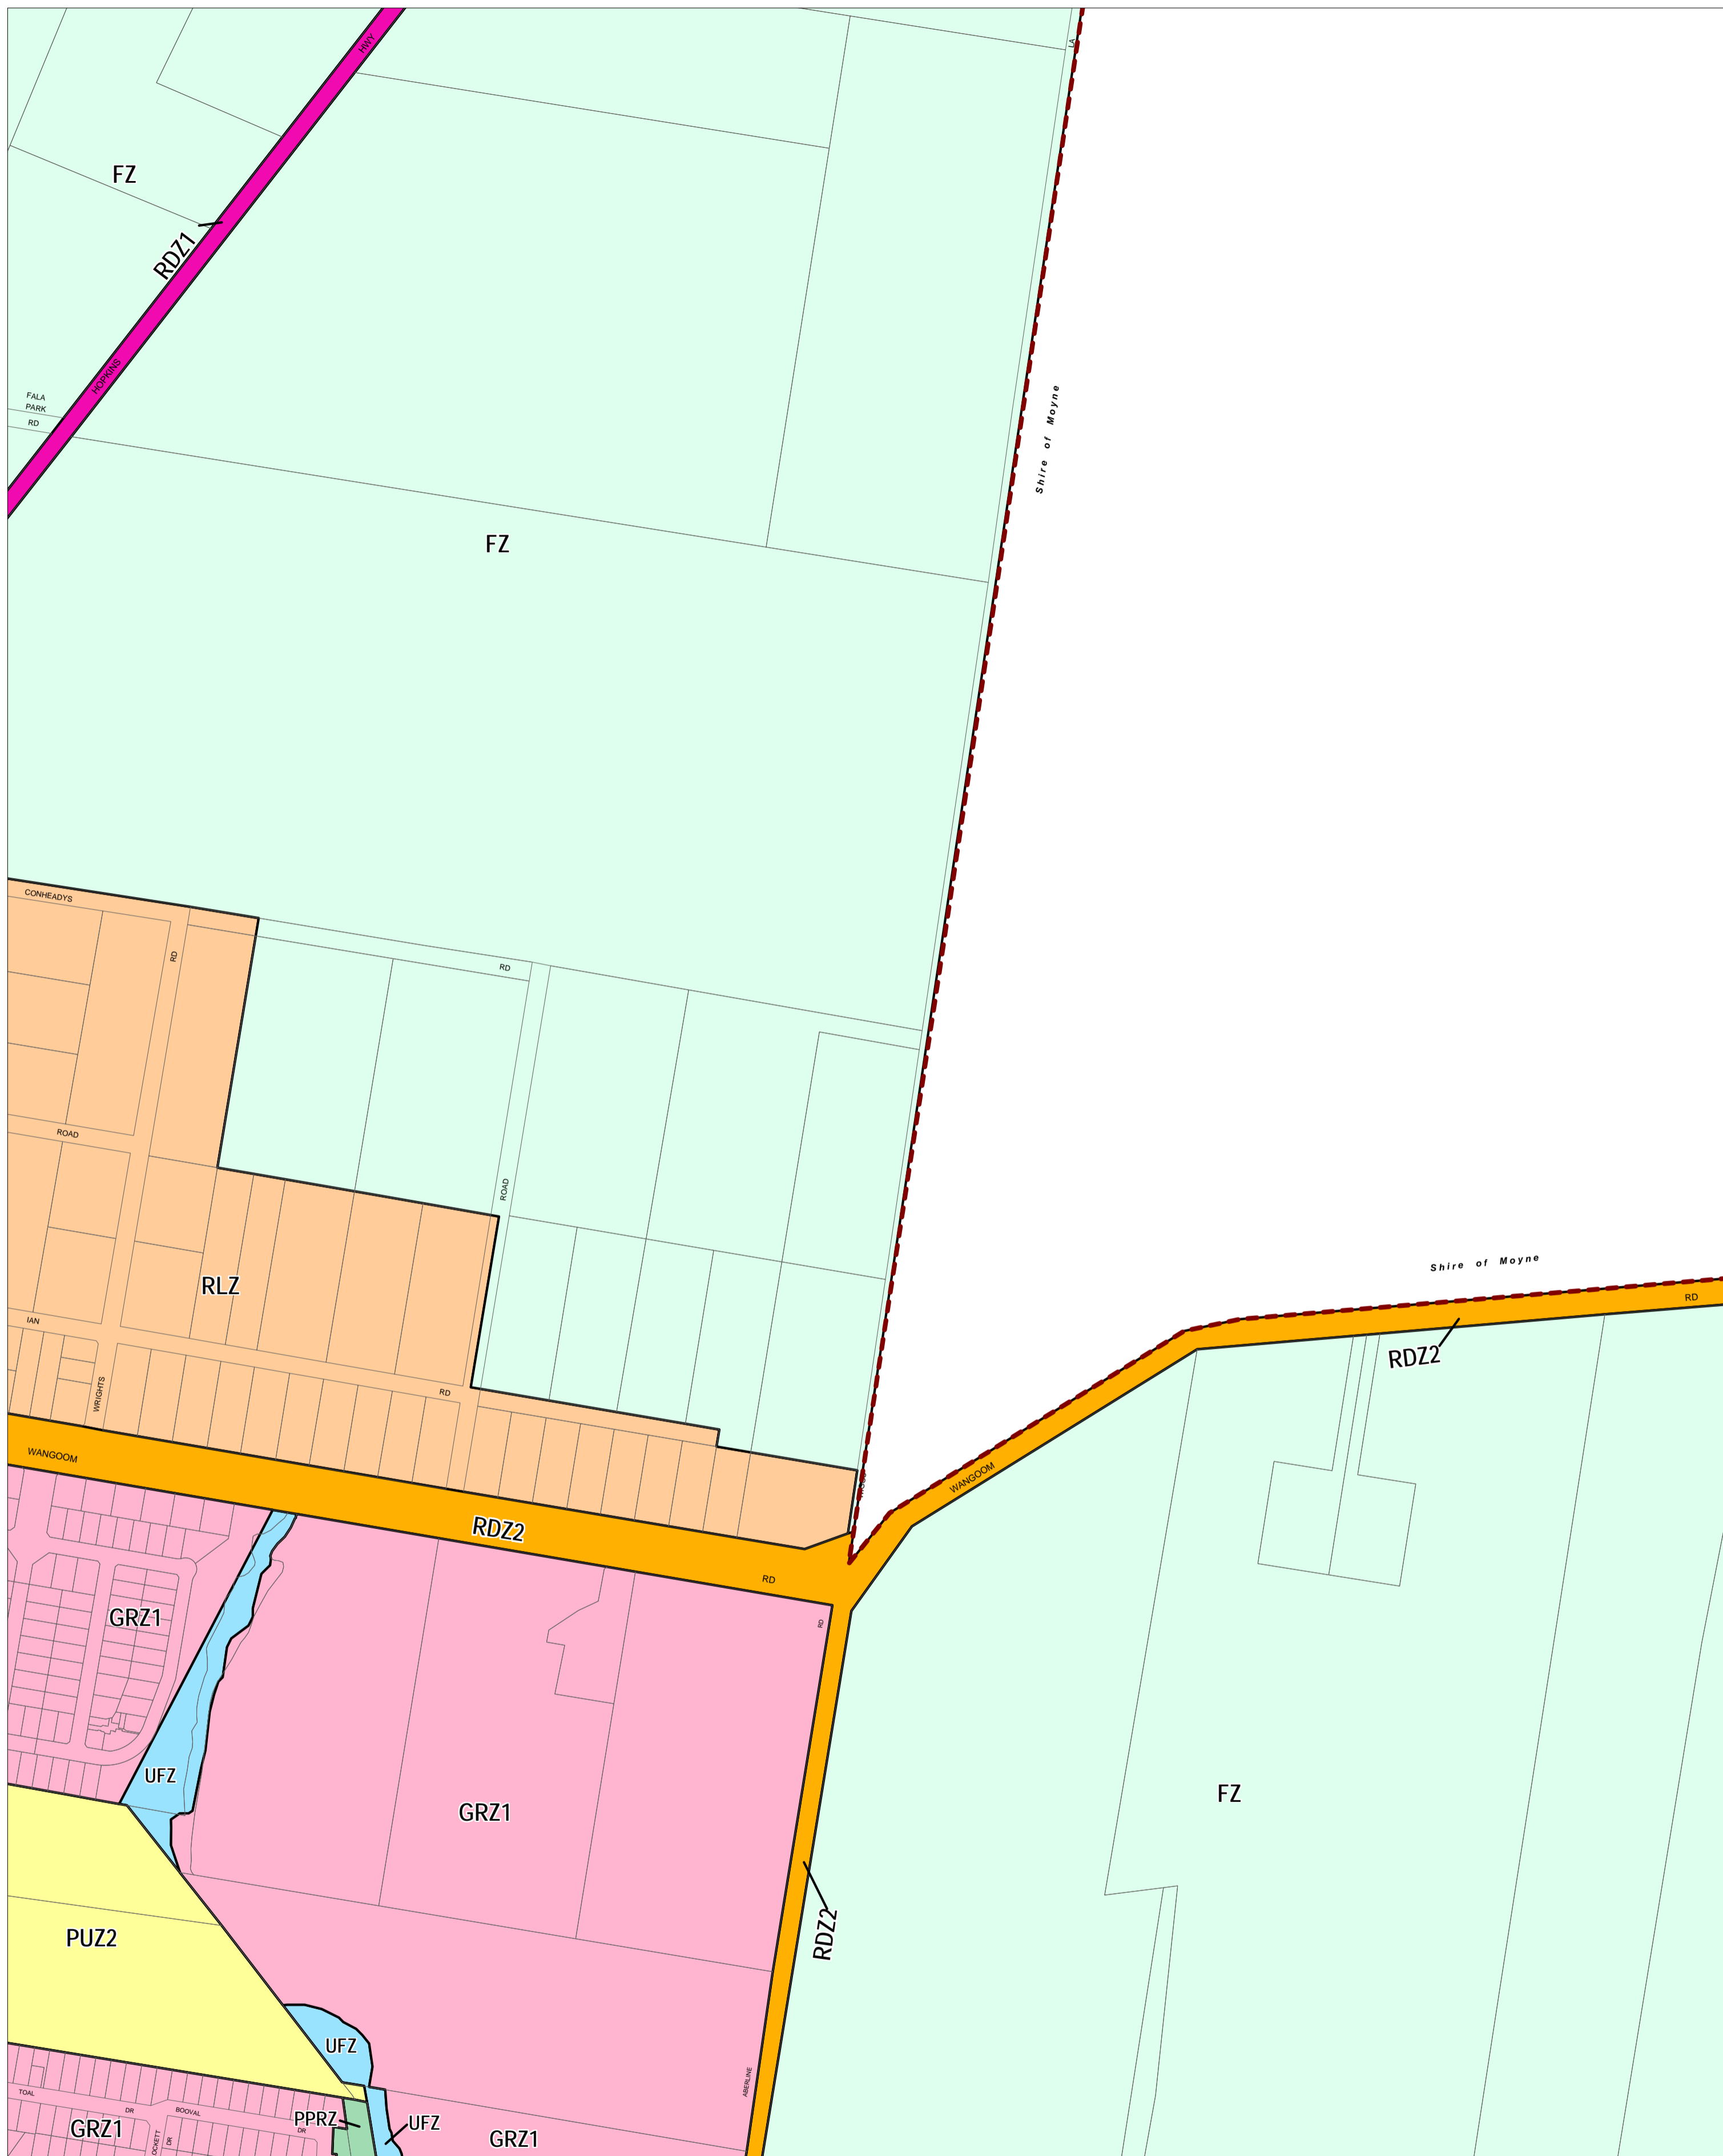 HWY
LA
FZ
RDZ1
HOPKINS
FALA
PARK
RD
Shire of Moyne
FZ
CONHEADYS
RD
RD
ROAD
ROAD
Shire of Moyne
RLZ
RD
IAN
RDZ2
WRIGHTS
RD
WANGOOM
WANGOOM
RDZ2
RD
GRZ1
RD
UFZ
FZ
GRZ1
RDZ2
PUZ2
UFZ
ABERLINE
TOAL
DR
BOOVAL
DR
PPRZ
UFZ
GRZ1
DR
GRZ1